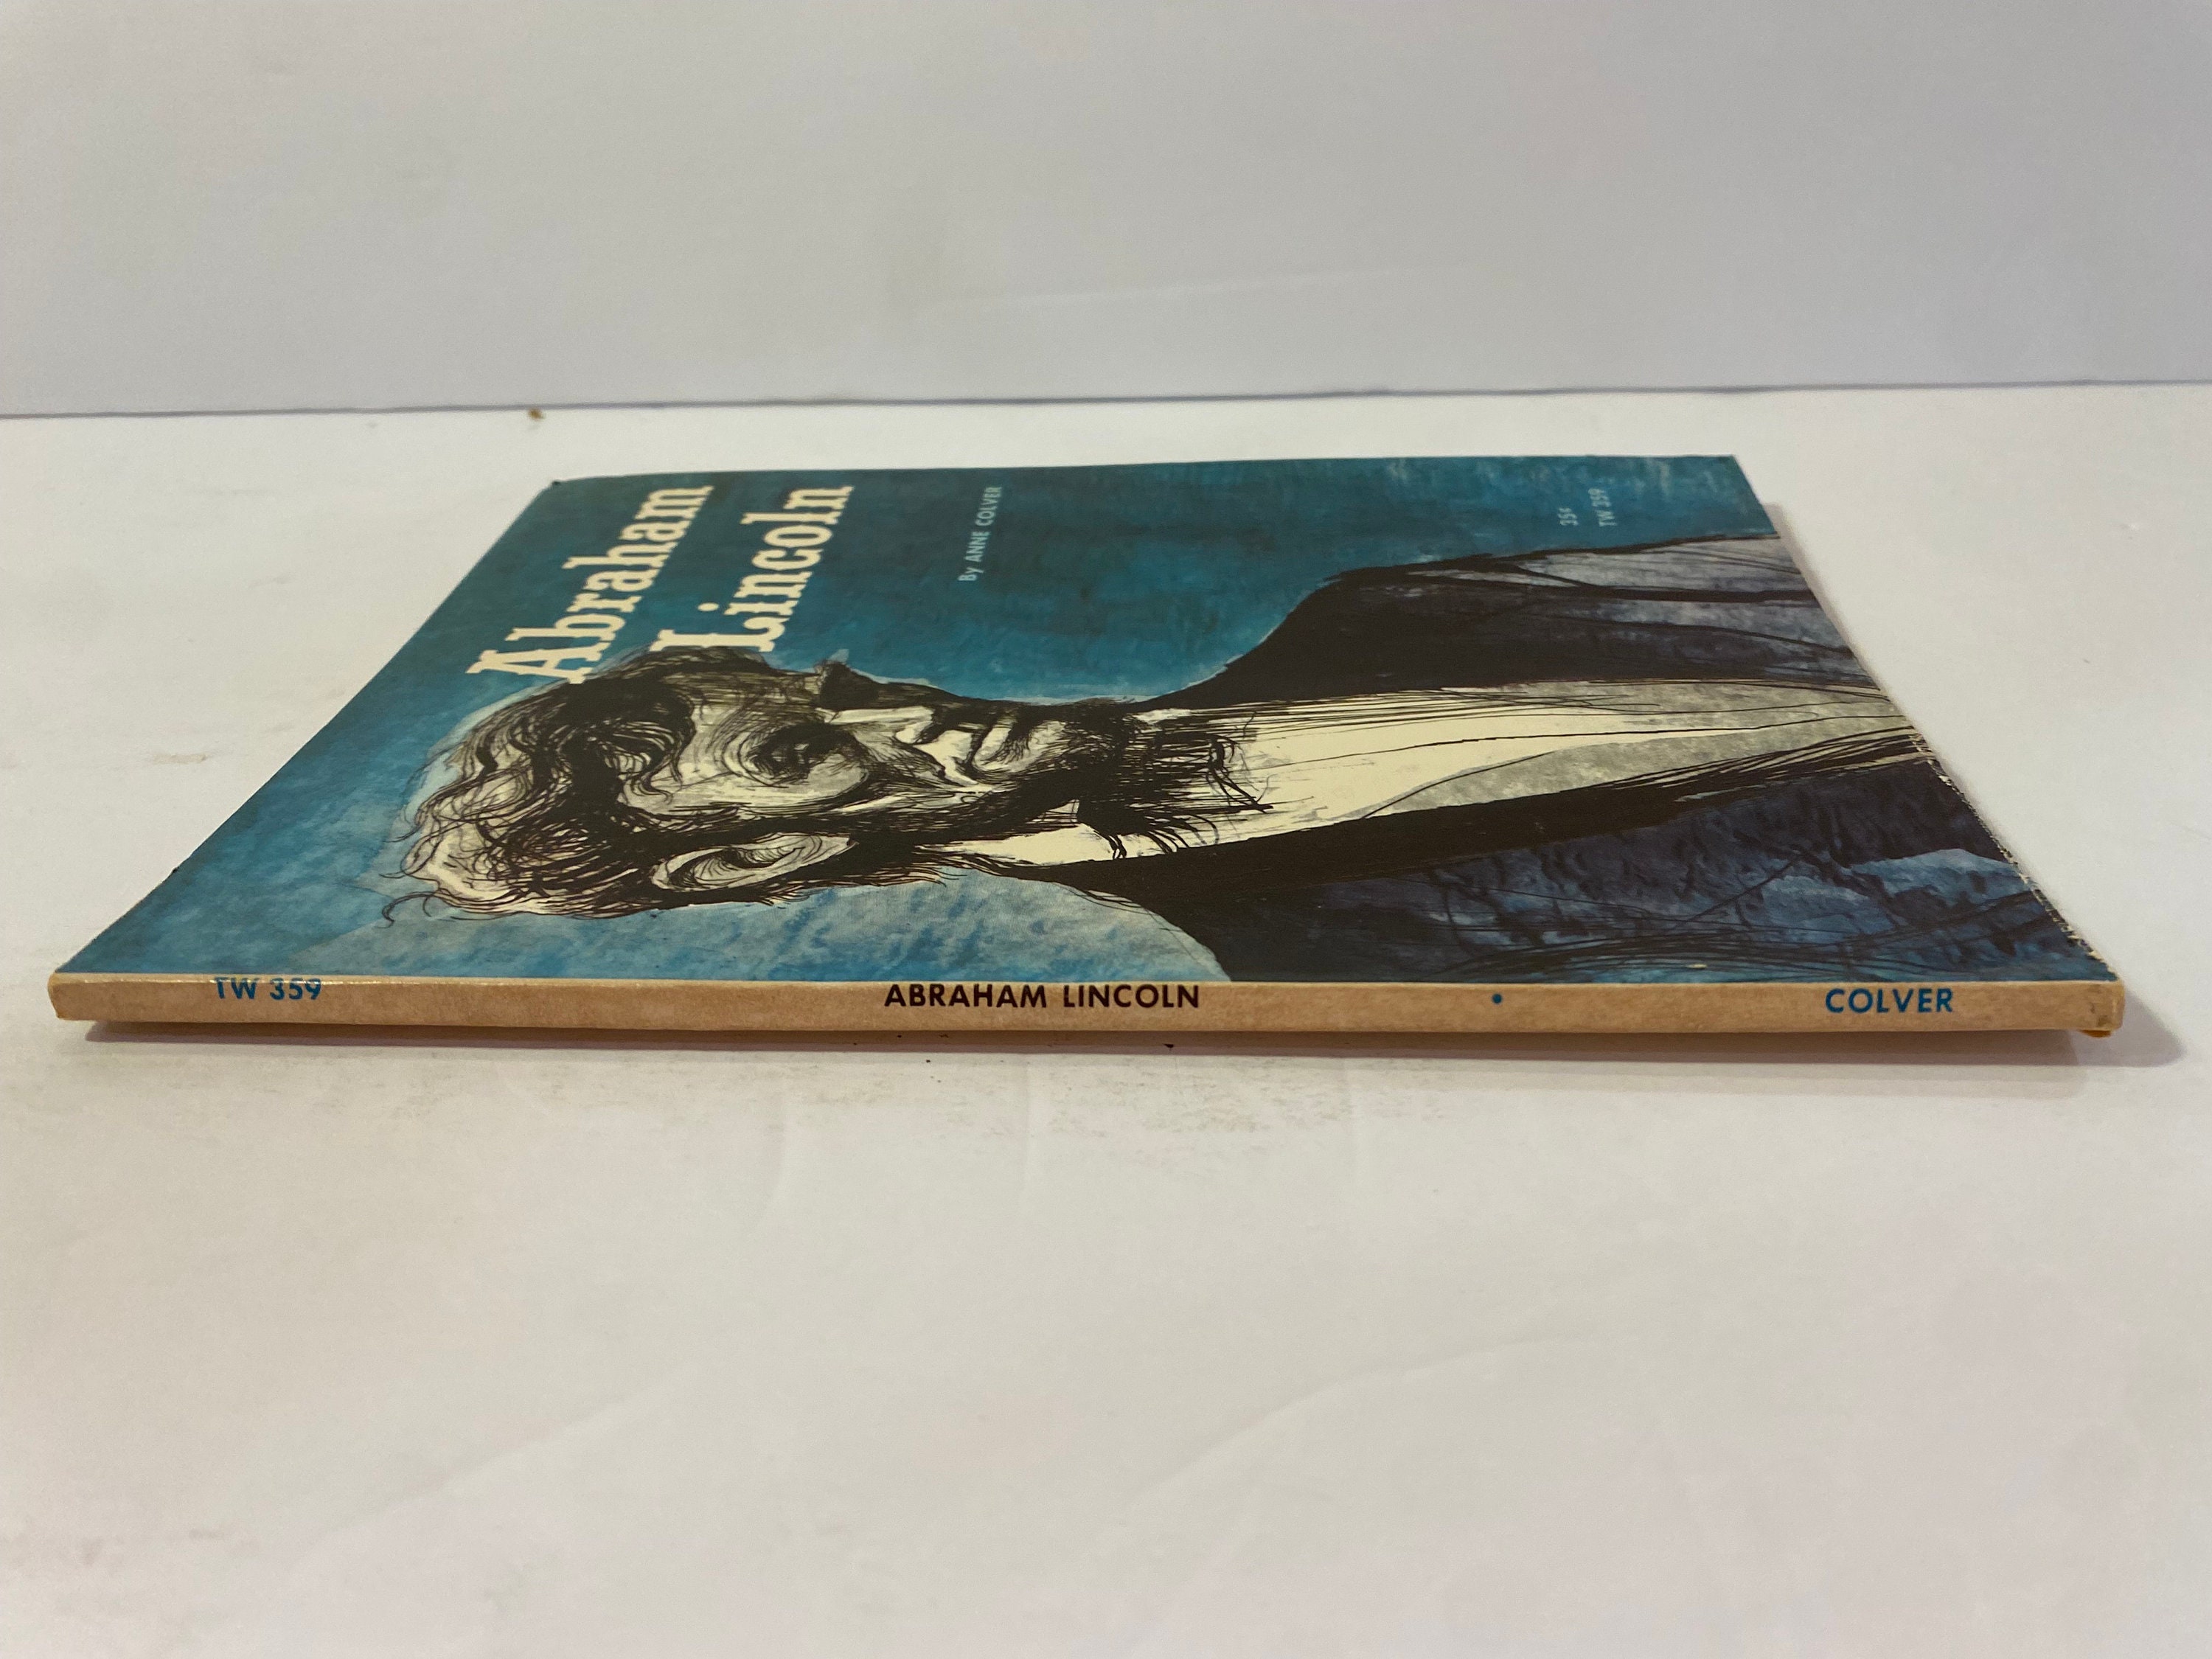 Abraham
Lincoln
By ANNE COLVER
35¢
TW 359
TW 359 ABRAHAM LINCOLN • COLVER